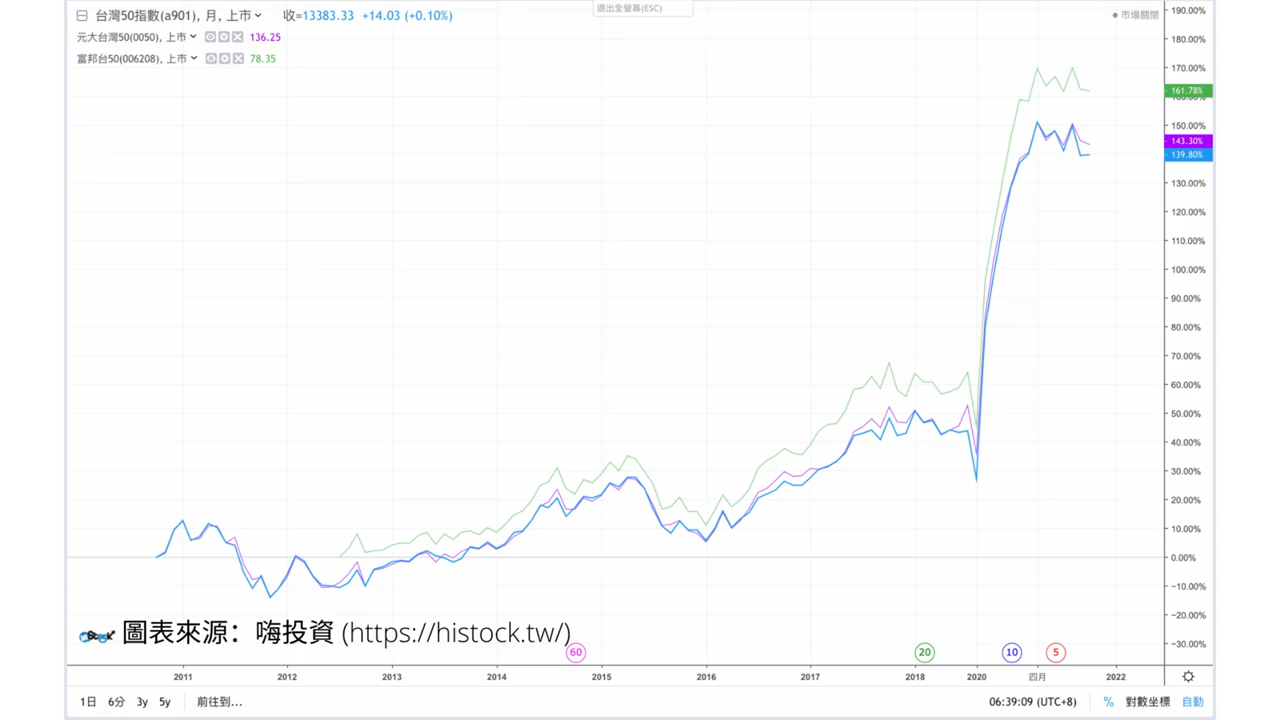 台灣50指數(a901), 月, 上市 收=13383.33 +14.03 (+0.10%)
退出全螢幕(ESC)
市場關閉
元大台灣50(0050), 上市 136.25
富邦台50(006208), 上市 78.35
190.00%
180.00%
170.00%
161.78%
160.00%
150.00%
143.30%
139.80%
130.00%
120.00%
110.00%
100.00%
90.00%
80.00%
70.00%
60.00%
50.00%
40.00%
30.00%
20.00%
10.00%
0.00%
−10.00%
−20.00%
−30.00%
Stock
圖表來源：嗨投資 (https://histock.tw/)
60 20 10 5
2011 2012 2013 2014 2015 2016 2017 2018 2020 四月 2022
1日 6分 3y 5y 前往到... 06:39:09 (UTC+8) % 對數坐標 自動